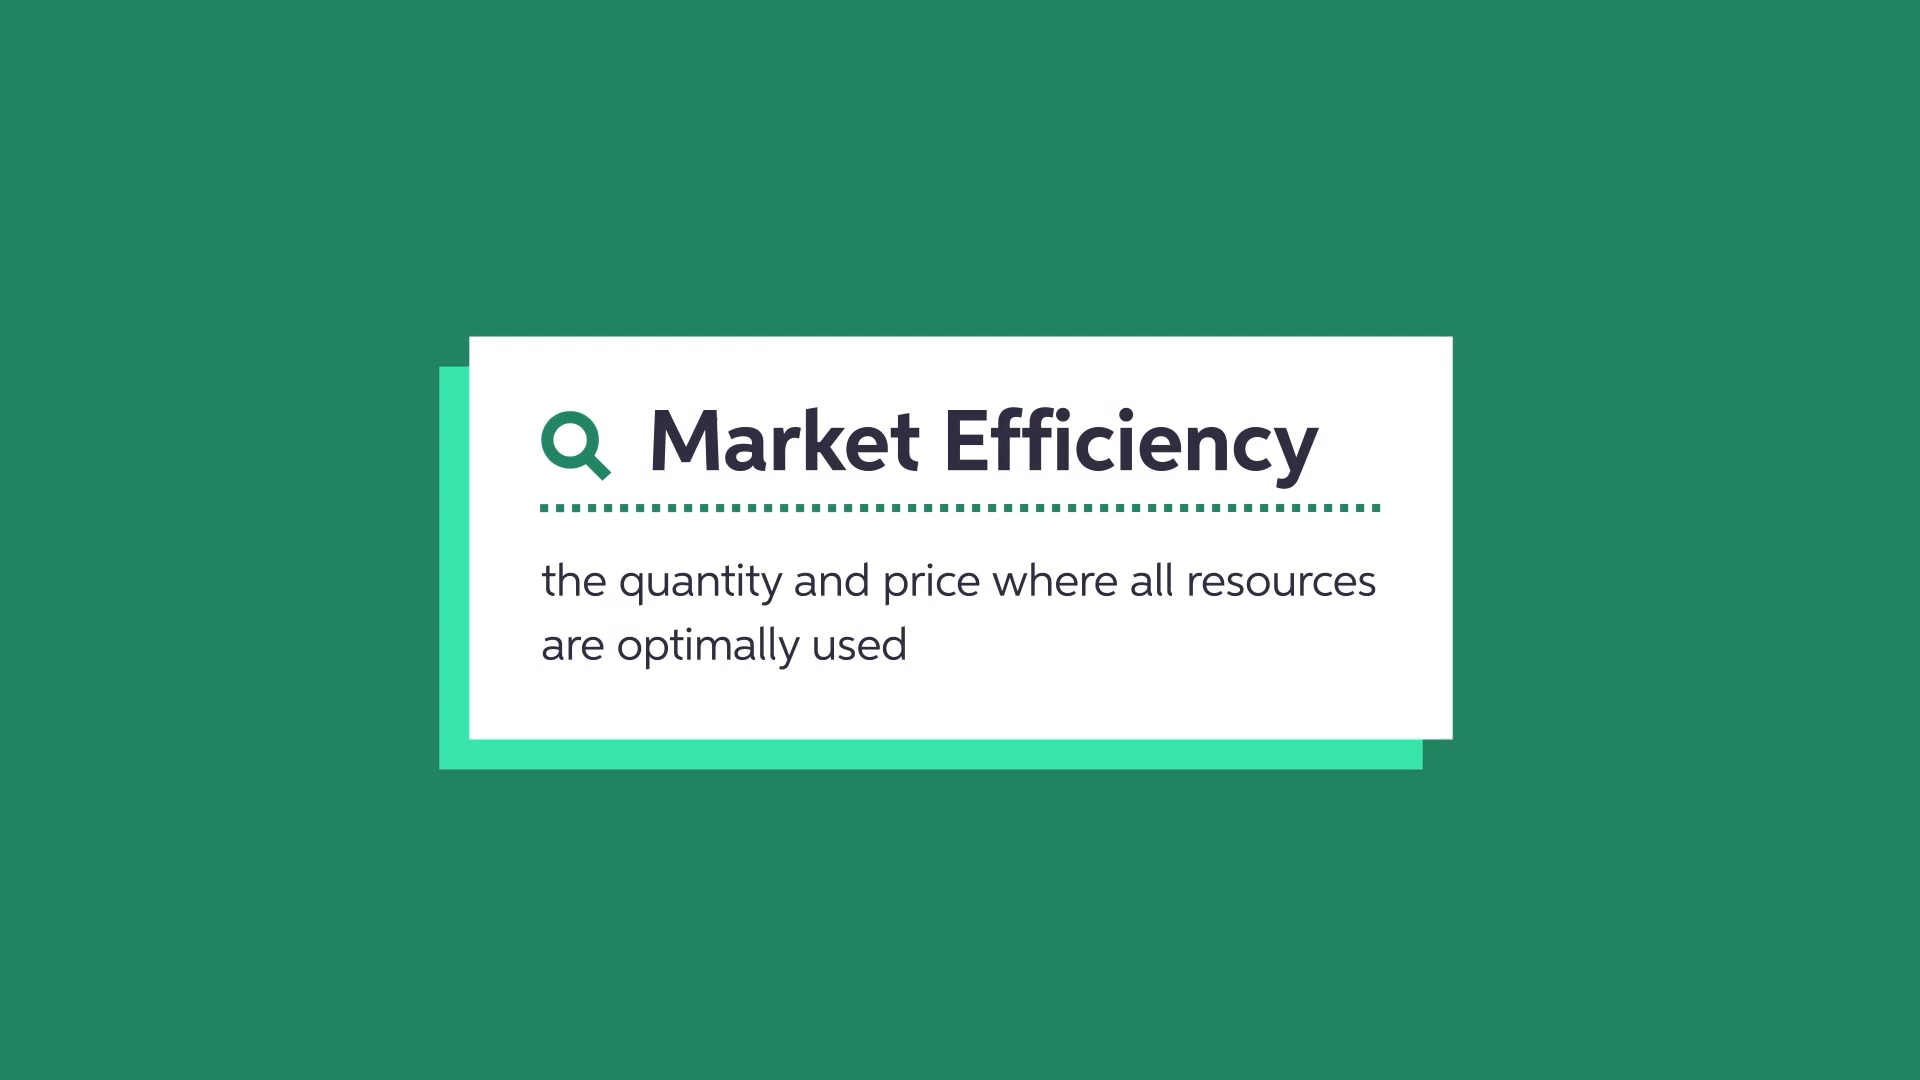 Market Efficiency
the quantity and price where all resources
are optimally used